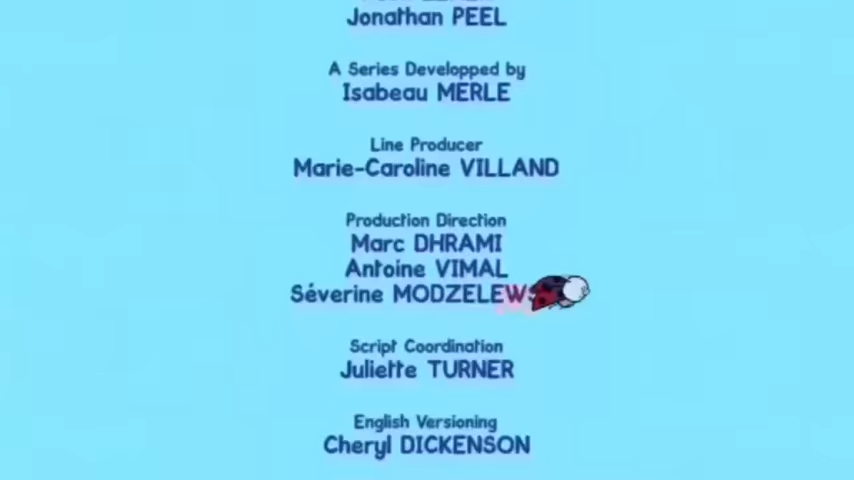 Jonathan PEEL
A Series Developped by
Isabeau MERLE
Line Producer
Marie-Caroline VILLAND
Production Direction
Marc DHRAMI
Antoine VIMAL
Séverine
Script Coordination
Juliette TURNER
English Versioning
Cheryl DICKENSON